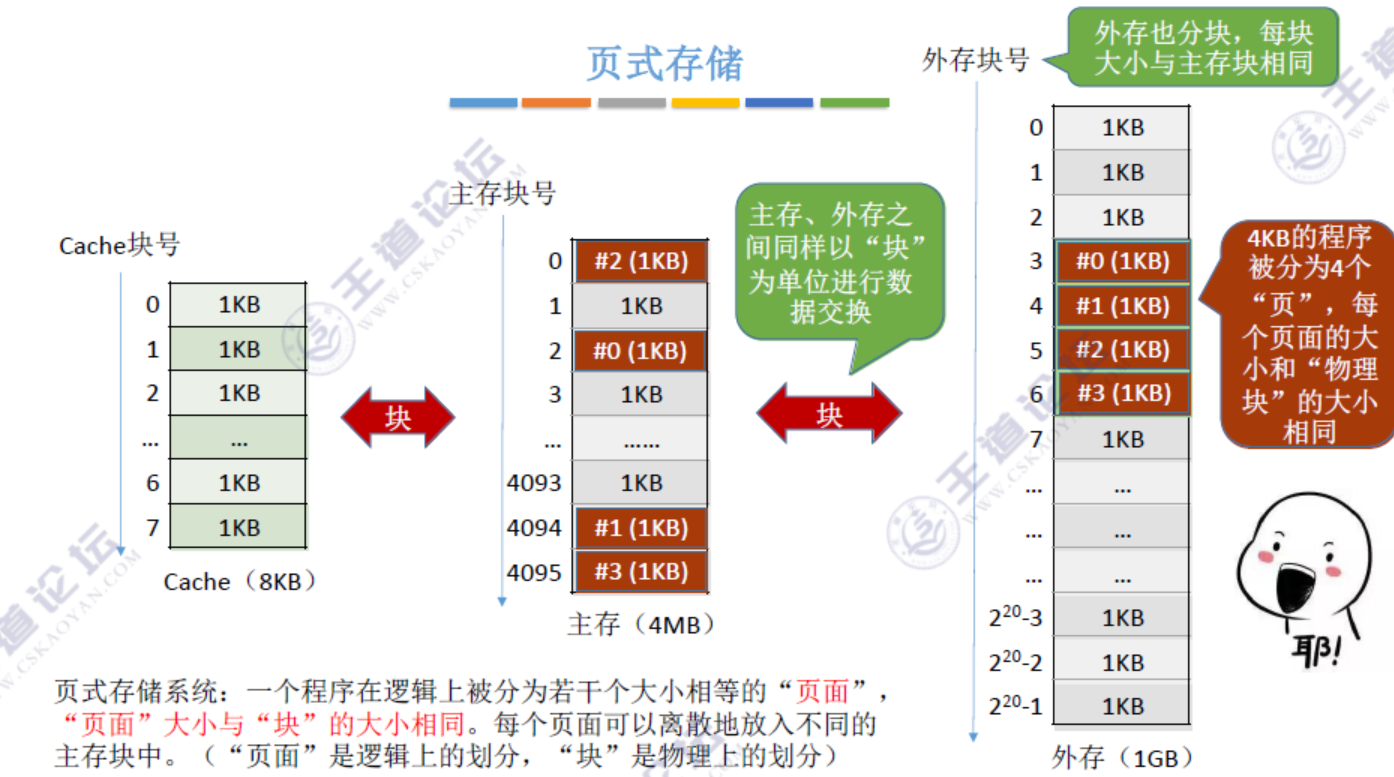 页式存储
外存块号
外存也分块，每块
大小与主存块相同
Cache块号
0 1KB
1 1KB
2 1KB
... ...
6 1KB
7 1KB
Cache（8KB）
块
主存块号
0 #2 (1KB)
1 1KB
2 #0 (1KB)
3 1KB
... ......
4093 1KB
4094 #1 (1KB)
4095 #3 (1KB)
主存（4MB）
主存、外存之
间同样以“块”
为单位进行数
据交换
块
0 1KB
1 1KB
2 1KB
3 #0 (1KB)
4 #1 (1KB)
5 #2 (1KB)
6 #3 (1KB)
7 1KB
... ...
... ...
... ...
2²⁰-3 1KB
2²⁰-2 1KB
2²⁰-1 1KB
外存（1GB）
4KB的程序
被分为4个
“页”，每
个页面的大
小和“物理
块”的大小
相同
耶!
页式存储系统：一个程序在逻辑上被分为若干个大小相等的“页面”，
“页面”大小与“块”的大小相同。每个页面可以离散地放入不同的
主存块中。（“页面”是逻辑上的划分，“块”是物理上的划分）
王道论坛
WWW.CSKAOYAN.COM